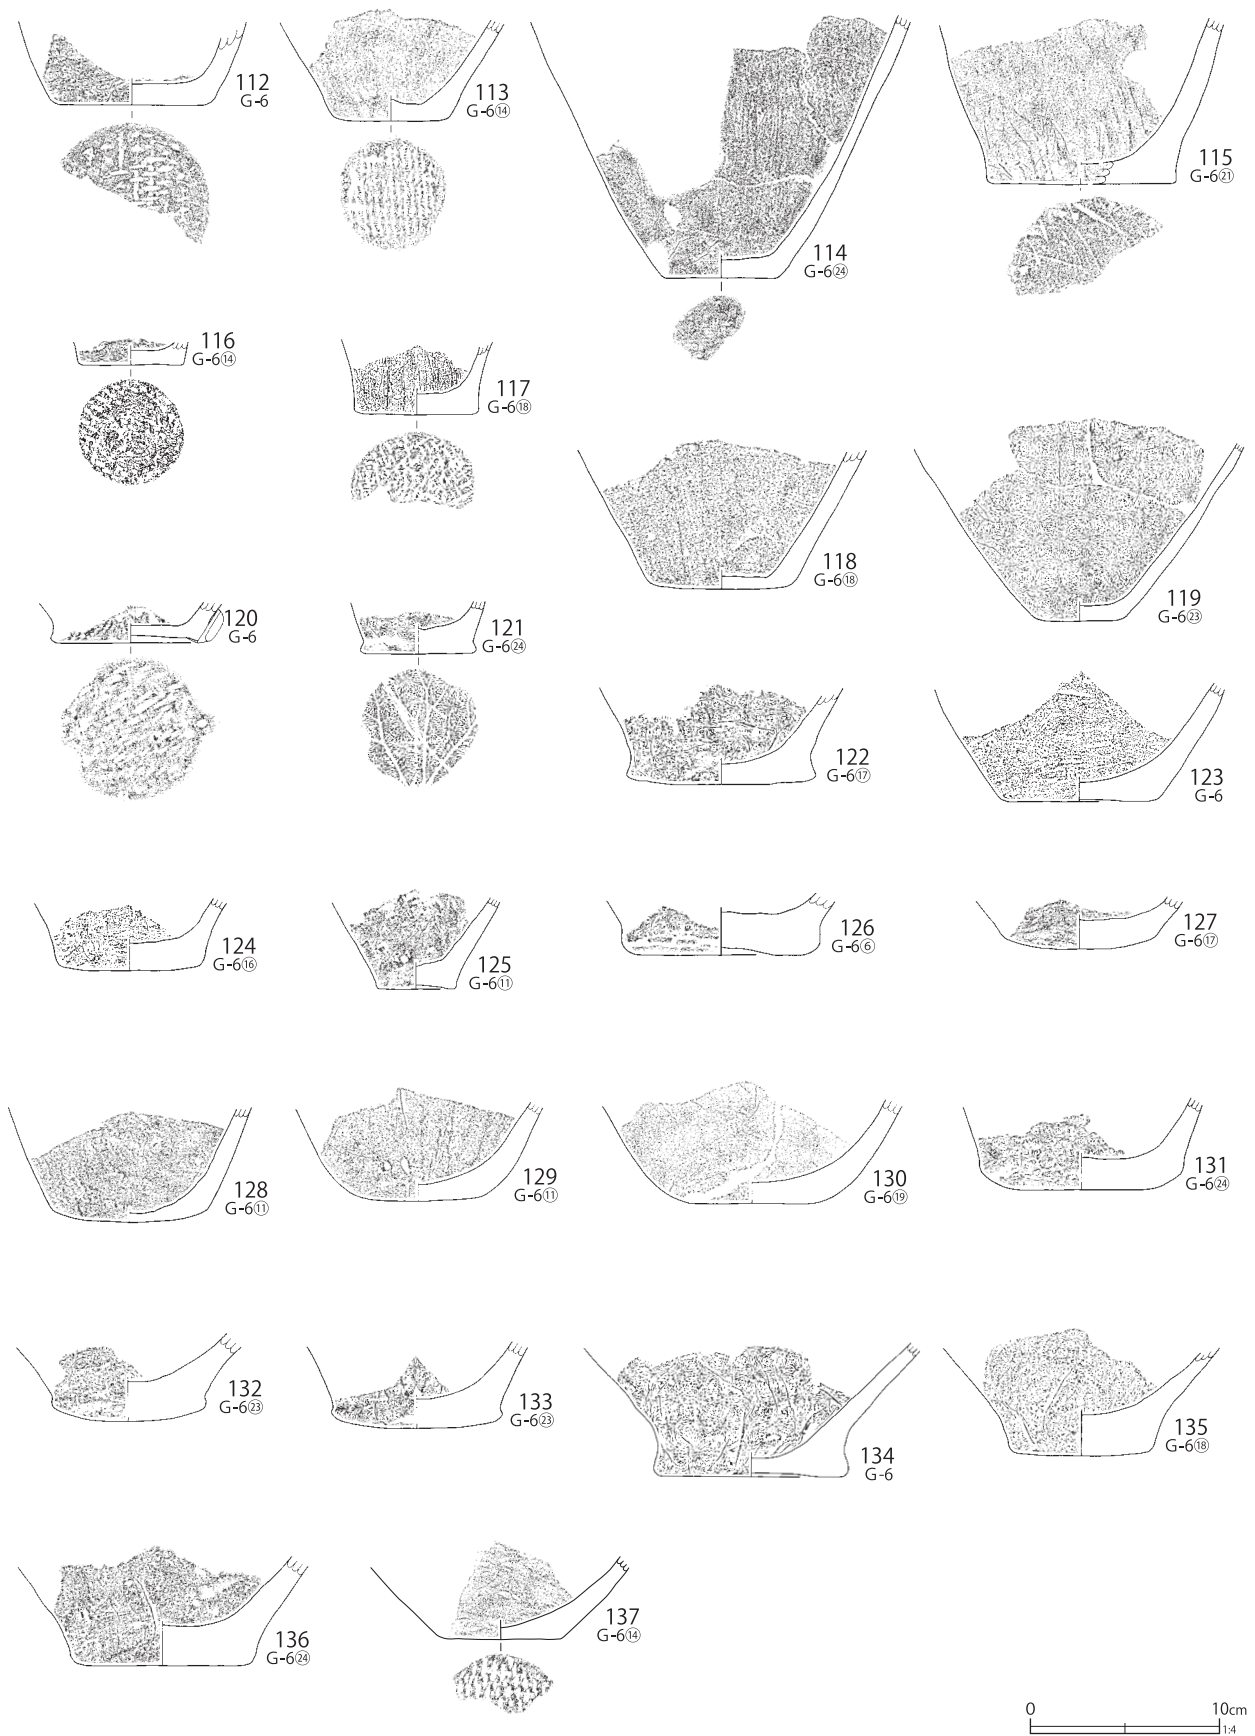 112
G-6
113
G-6⑭
114
G-6㉔
115
G-6㉑
116
G-6⑭
117
G-6⑱
118
G-6⑱
119
G-6㉓
120
G-6
121
G-6㉔
122
G-6⑰
123
G-6
124
G-6⑯
125
G-6⑪
126
G-6⑥
127
G-6⑰
128
G-6⑪
129
G-6⑪
130
G-6⑲
131
G-6㉔
132
G-6㉓
133
G-6㉓
134
G-6
135
G-6⑱
136
G-6㉔
137
G-6⑭
0 10cm
1:4